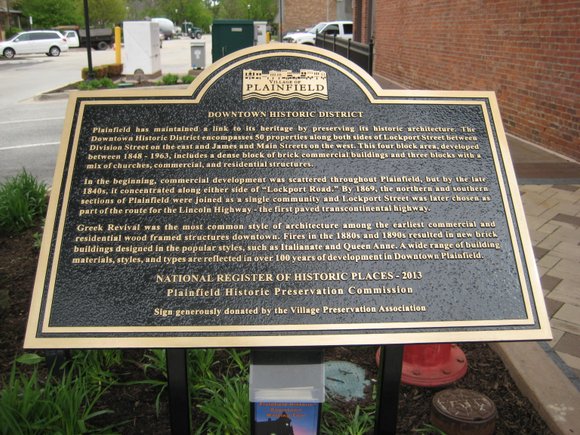 VILLAGE OF
PLAINFIELD
DOWNTOWN HISTORIC DISTRICT
Plainfield has maintained a link to its heritage by preserving its historic architecture. The
Downtown Historic District encompasses 50 properties along both sides of Lockport Street between
Division Street on the east and James and Main Streets on the west. This four block area, developed
between 1848 - 1963, includes a dense block of brick commercial buildings and three blocks with a
mix of churches, commercial, and residential structures.
In the beginning, commercial development was scattered throughout Plainfield, but by the late
1840s, it concentrated along either side of "Lockport Road." By 1869, the northern and southern
sections of Plainfield were joined as a single community and Lockport Street was later chosen as
part of the route for the Lincoln Highway - the first paved transcontinental highway.
Greek Revival was the most common style of architecture among the earliest commercial and
residential wood framed structures downtown. Fires in the 1880s and 1890s resulted in new brick
buildings designed in the popular styles, such as Italianate and Queen Anne. A wide range of building
materials, styles, and types are reflected in over 100 years of development in Downtown Plainfield.
NATIONAL REGISTER OF HISTORIC PLACES - 2013
Plainfield Historic Preservation Commission
Sign generously donated by the Village Preservation Association